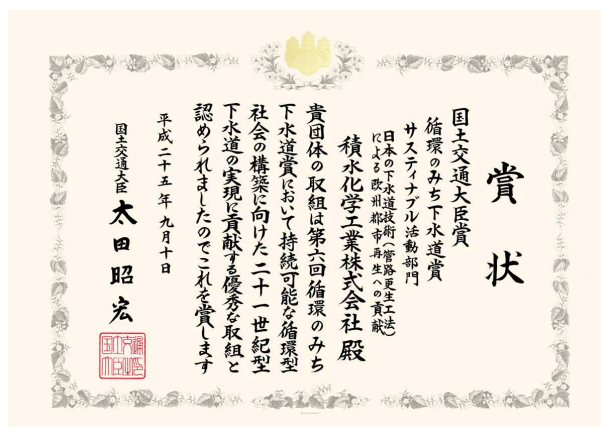 賞状
国土交通大臣賞
循環のみち下水道賞
サスティナブル活動部門
日本の下水道技術(管路更生工法)
による欧州都市再生への貢献
積水化学工業株式会社 殿
貴団体の取組は第六回循環のみち
下水道賞において持続可能な循環型
社会の構築に向けた二十一世紀型
下水道の実現に貢献する優秀な取組と
認められましたのでこれを賞します
平成二十五年九月十日
国土交通大臣 太田昭宏